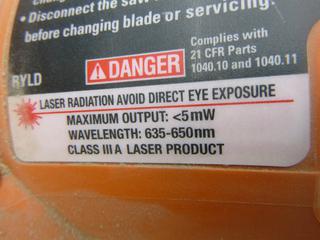 • Disconnect the saw
before changing blade or servicing.
RYLD
DANGER
Complies with
21 CFR Parts
1040.10 and 1040.11
LASER RADIATION AVOID DIRECT EYE EXPOSURE
MAXIMUM OUTPUT: <5mW
WAVELENGTH: 635-650nm
CLASS III A LASER PRODUCT